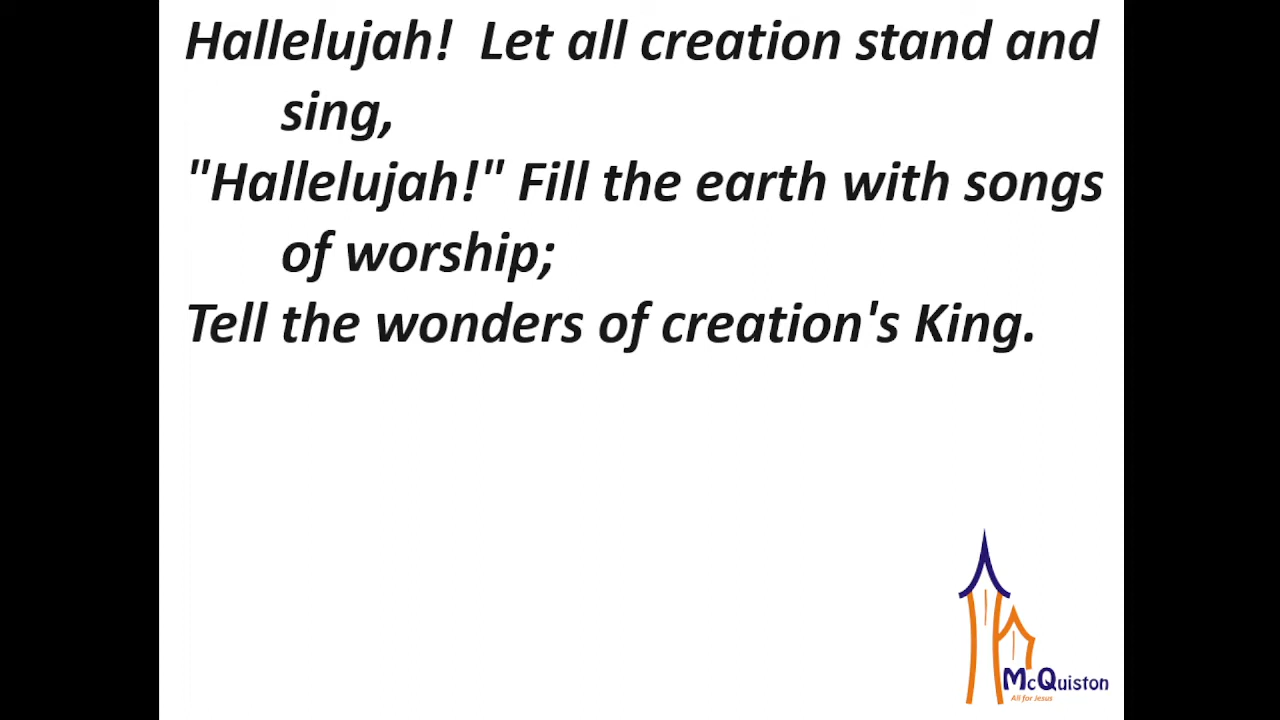 Hallelujah!  Let all creation stand and
sing,
"Hallelujah!" Fill the earth with songs
of worship;
Tell the wonders of creation's King.
McQuiston
All for Jesus